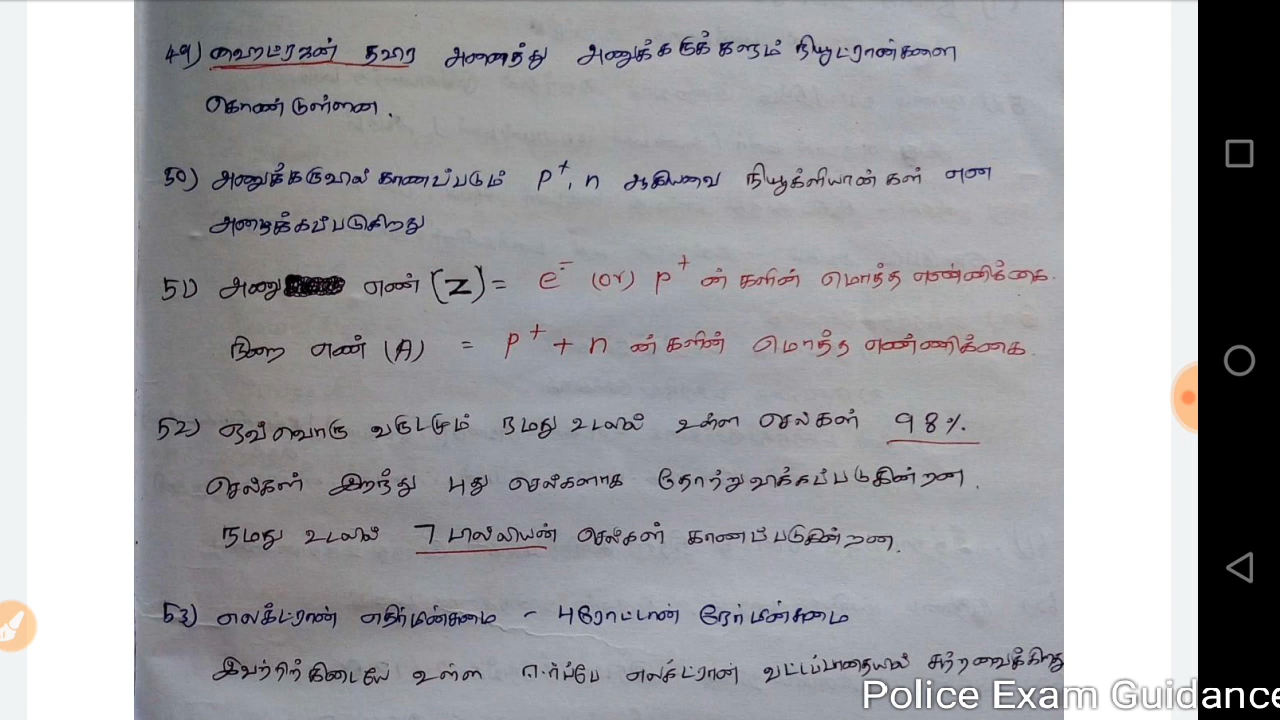 49) ஹைட்ரஜன் தவிர அனைத்து அணுக்கருக்களும் நியூட்ரான்களை
கொண்டுள்ளன.
50) அணுக்கருவில் காணப்படும் p⁺, n ஆகியவை நியூக்ளியான்கள் என
அழைக்கப்படுகிறது
51) அணு எண் (Z) = e⁻ (or) p⁺ ன்களின் மொத்த எண்ணிக்கை.
நிறை எண் (A) = p⁺ + n ன்களின் மொத்த எண்ணிக்கை.
52) ஒவ்வொரு வருடமும் நமது உடலில் உள்ள செல்கள் 98%
செல்கள் இறந்து புது செல்களாக தோற்றுவிக்கப்படுகின்றன.
நமது உடலில் 7 பில்லியன் செல்கள் காணப்படுகின்றன.
53) எலக்ட்ரான் எதிர்மின்சுமை - புரோட்டான் நேர்மின்சுமை
இவற்றிற்கிடையே உள்ள ஈர்ப்பே எலக்ட்ரான் வட்டப்பாதையில் சுற்றவைக்கிறது
Police Exam Guidance